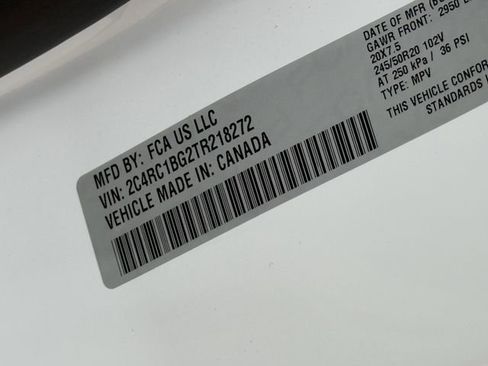 MFD BY: FCA US LLC
VIN: 2C4RC1BG2TR218272
VEHICLE MADE IN: CANADA
DATE OF MFR
GAWR FRONT: 2950
20X7.5
245/50R20 102V
AT 250 kPa / 36 PSI
TYPE: MPV
THIS VEHICLE CONFOR
STANDARDS